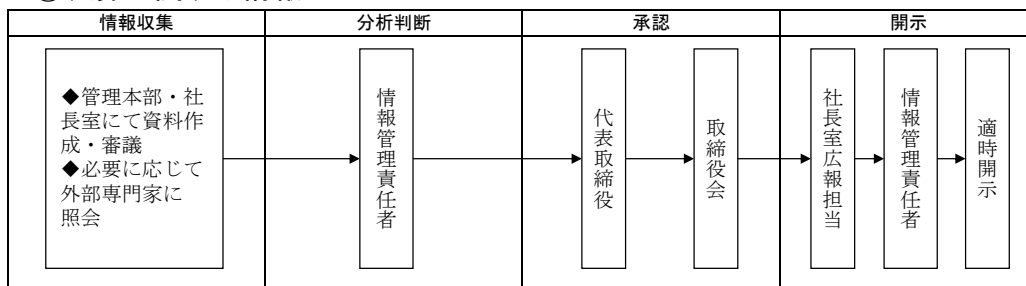 情報収集
分析判断
承認
開示
◆管理本部・社
長室にて資料作
成・審議
◆必要に応じて
外部専門家に
照会
情報管理責任者
代表取締役
取締役会
社長室広報担当
情報管理責任者
適時開示